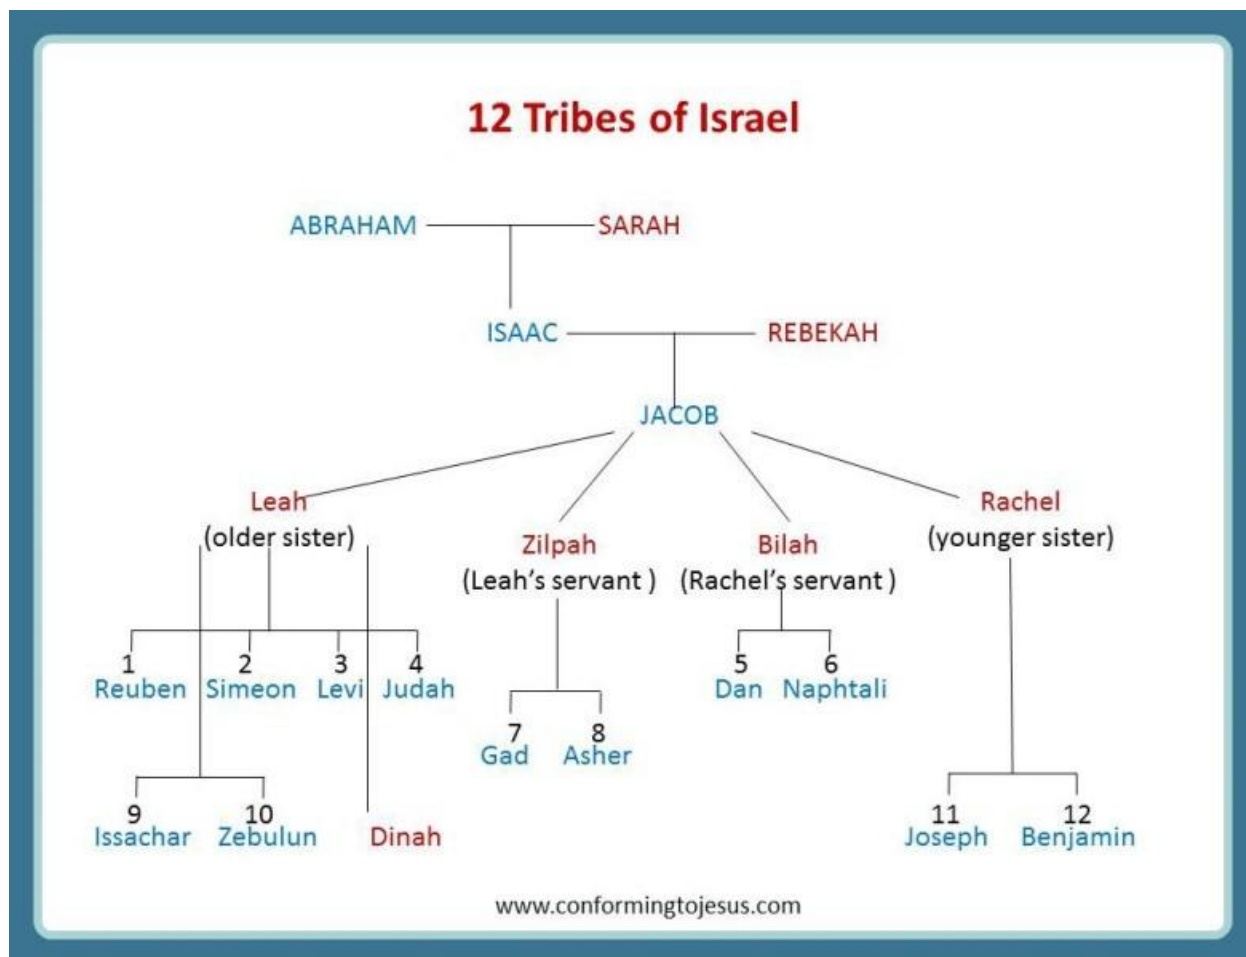 12 Tribes of Israel
ABRAHAM SARAH
ISAAC REBEKAH
JACOB
Leah
(older sister)
Zilpah
(Leah's servant )
Bilah
(Rachel's servant )
Rachel
(younger sister)
1 2 3 4
Reuben Simeon Levi Judah
5 6
Dan Naphtali
7 8
Gad Asher
9 10
Issachar Zebulun Dinah
11 12
Joseph Benjamin
www.conformingtojesus.com